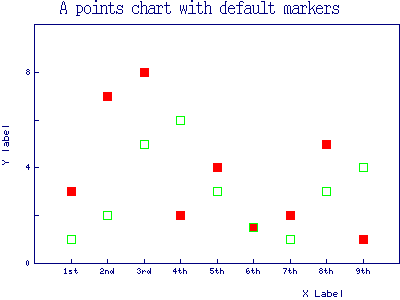 A points chart with default markers
8
4
0
Y label
1st 2nd 3rd 4th 5th 6th 7th 8th 9th
X Label